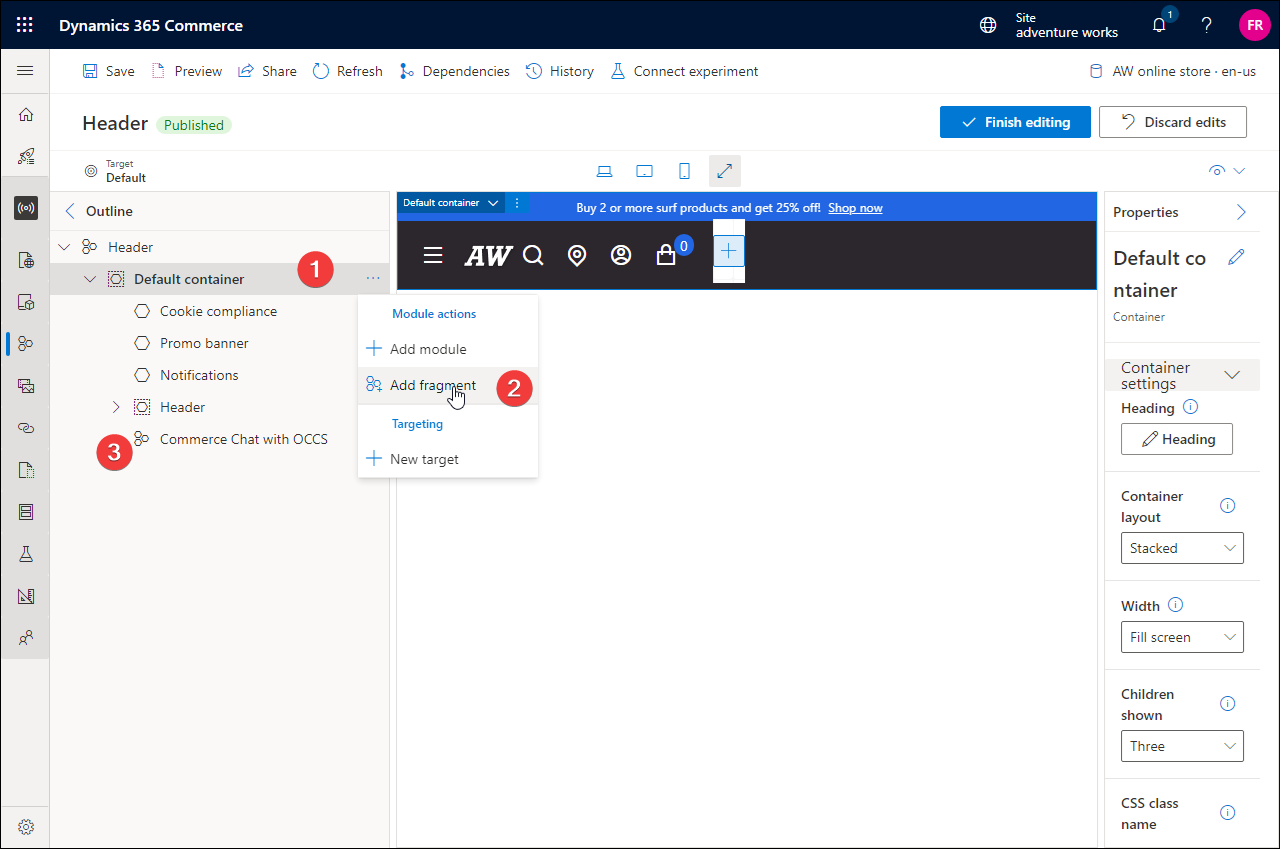 Dynamics 365 Commerce
Site
adventure works
1
?
FR
Save
Preview
Share
Refresh
Dependencies
History
Connect experiment
AW online store · en-us
Header
Published
Finish editing
Discard edits
Target
Default
Outline
Header
Default container
1
...
Cookie compliance
Promo banner
Notifications
Header
Commerce Chat with OCCS
3
Module actions
Add module
Add fragment
2
Targeting
New target
Default container
Buy 2 or more surf products and get 25% off! Shop now
AW
0
Properties
Default co
ntainer
Container
Container
settings
Heading
Heading
Container
layout
Stacked
Width
Fill screen
Children
shown
Three
CSS class
name